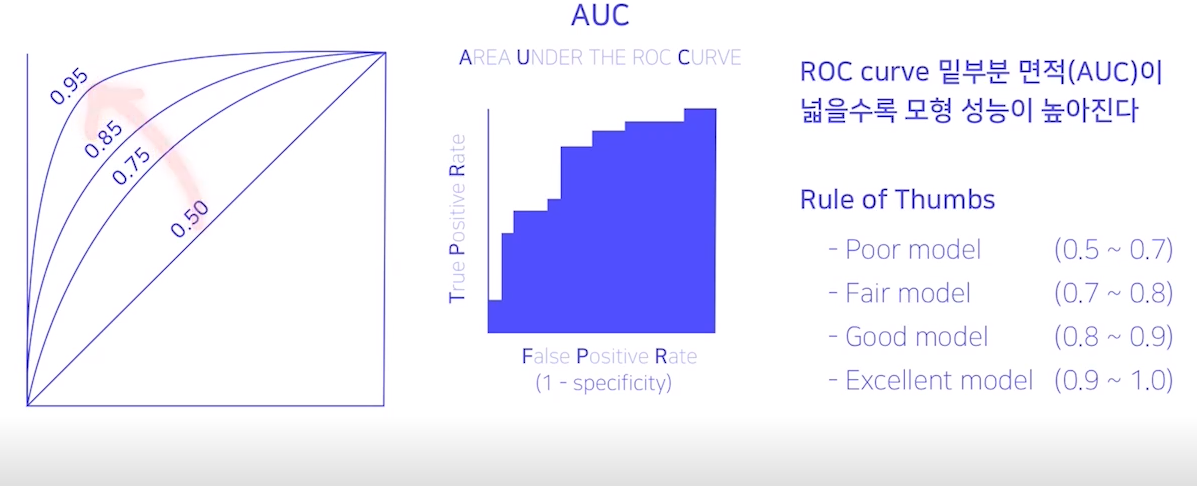 AUC
AREA UNDER THE ROC CURVE
0.95
0.85
0.75
0.50
True Positive Rate
False Positive Rate
(1 - specificity)
ROC curve 밑부분 면적(AUC)이
넓을수록 모형 성능이 높아진다
Rule of Thumbs
- Poor model (0.5 ~ 0.7)
- Fair model (0.7 ~ 0.8)
- Good model (0.8 ~ 0.9)
- Excellent model (0.9 ~ 1.0)